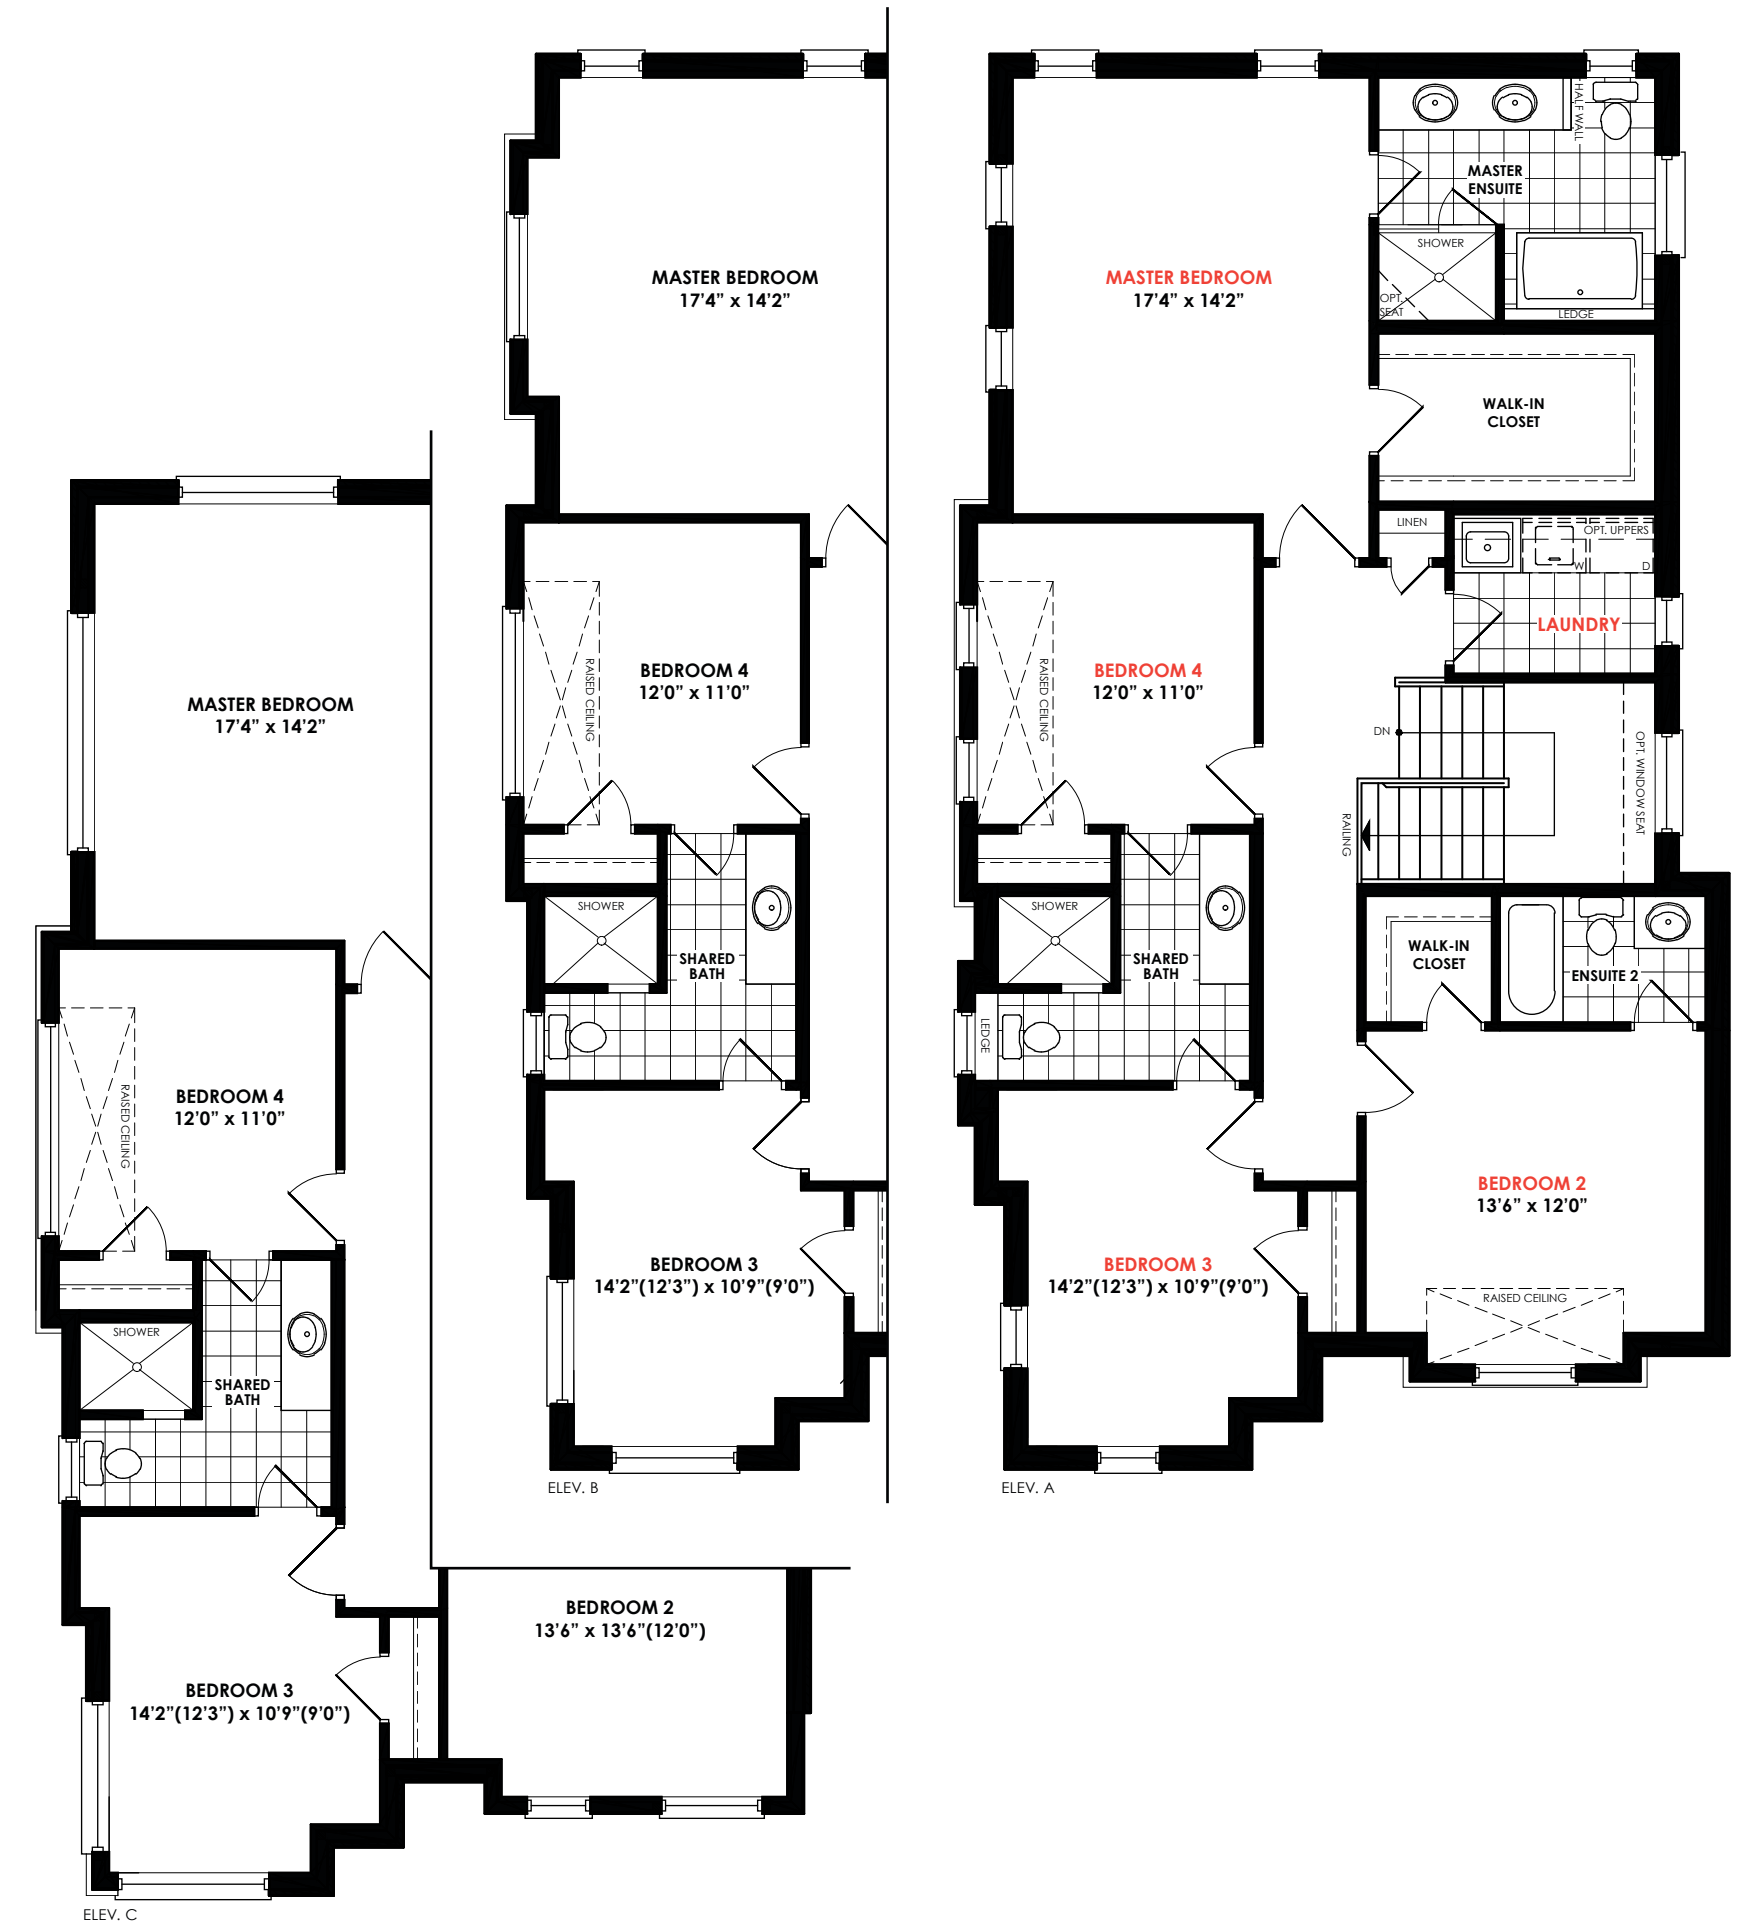 MASTER BEDROOM
17'4” x 14'2”
BEDROOM 4
12'0” x 11'0”
RAISED CEILING
SHOWER
SHARED
BATH
BEDROOM 3
14'2”(12'3”) x 10'9”(9'0”)
ELEV. B
MASTER BEDROOM
17'4” x 14'2”
HALF WALL
MASTER
ENSUITE
SHOWER
OPT.
SEAT
LEDGE
WALK-IN
CLOSET
LINEN
OPT. UPPERS
W
D
LAUNDRY
BEDROOM 4
12'0” x 11'0”
RAISED CEILING
DN
OPT. WINDOW SEAT
RAILING
SHOWER
SHARED
BATH
LEDGE
WALK-IN
CLOSET
ENSUITE 2
BEDROOM 2
13'6” x 12'0”
RAISED CEILING
BEDROOM 3
14'2”(12'3”) x 10'9”(9'0”)
ELEV. A
MASTER BEDROOM
17'4” x 14'2”
BEDROOM 4
12'0” x 11'0”
RAISED CEILING
SHOWER
SHARED
BATH
BEDROOM 2
13'6” x 13'6”(12'0”)
BEDROOM 3
14'2”(12'3”) x 10'9”(9'0”)
ELEV. C